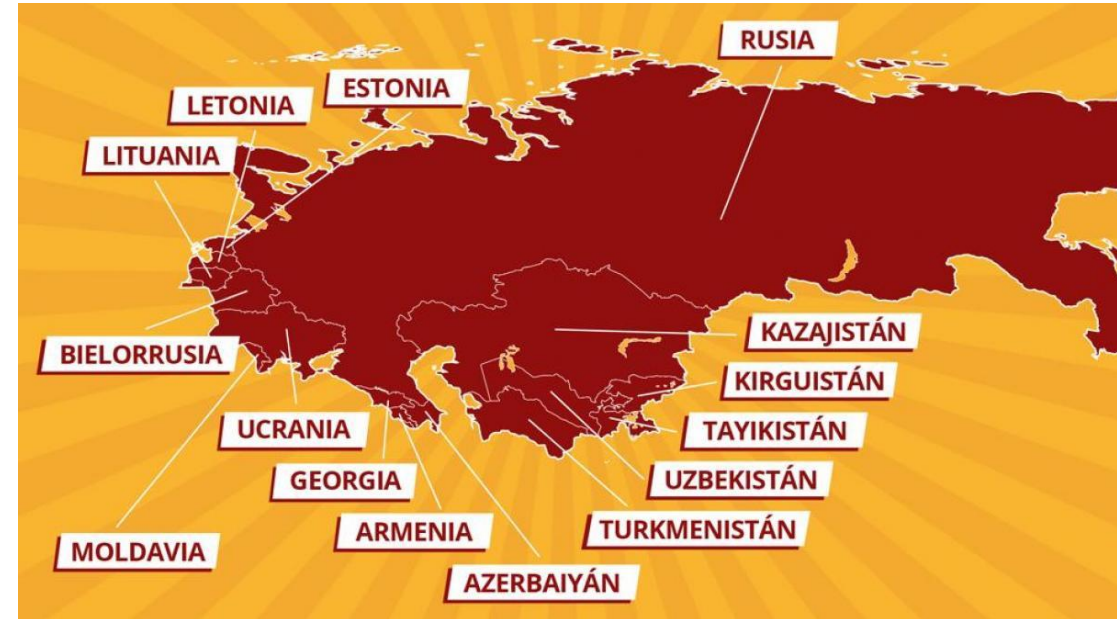 RUSIA
ESTONIA
LETONIA
LITUANIA
KAZAJISTÁN
BIELORRUSIA
KIRGUISTÁN
UCRANIA
TAYIKISTÁN
GEORGIA
UZBEKISTÁN
ARMENIA
TURKMENISTÁN
MOLDAVIA
AZERBAIYÁN